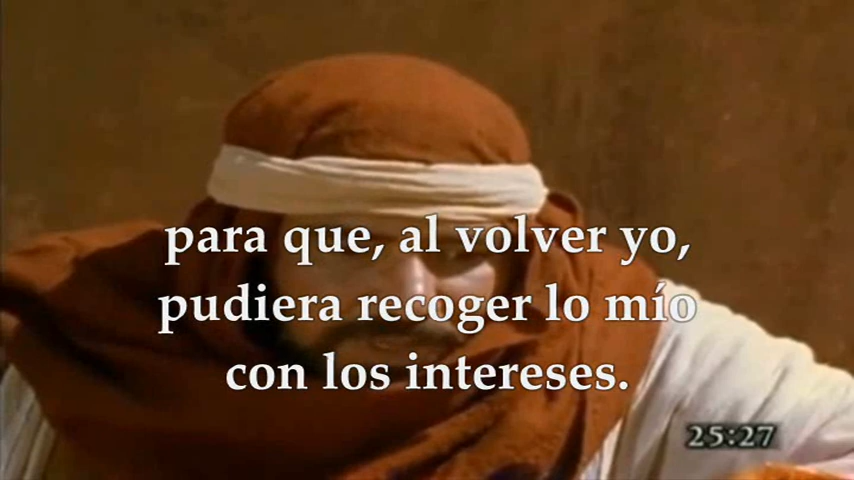 para que, al volver yo,
pudiera recoger lo mío
con los intereses.
25:27